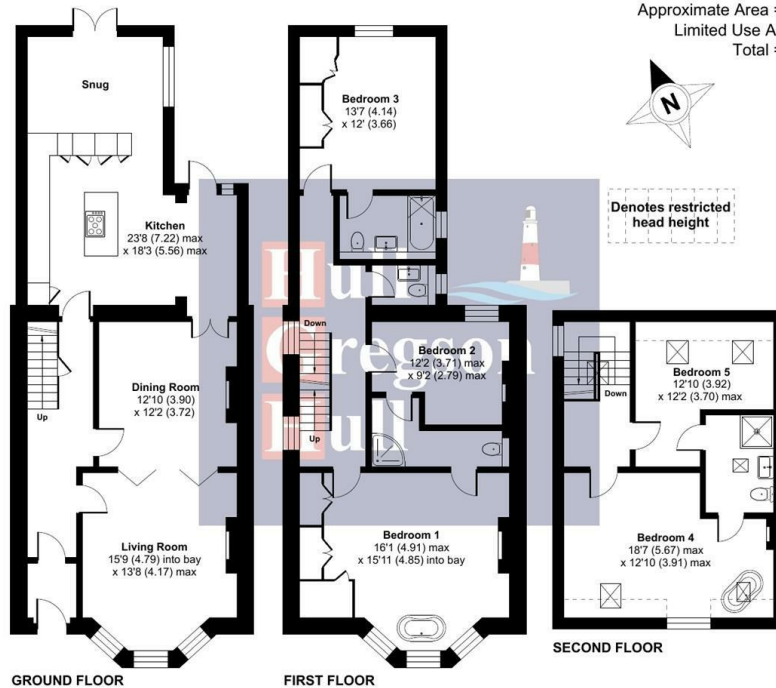 Approximate Area =
Limited Use A
Total =
N
Denotes restricted
head height
Snug
Kitchen
23'8 (7.22) max
x 18'3 (5.56) max
Up
Dining Room
12'10 (3.90)
x 12'2 (3.72)
Living Room
15'9 (4.79) into bay
x 13'8 (4.17) max
GROUND FLOOR
Bedroom 3
13'7 (4.14)
x 12' (3.66)
Down
Bedroom 2
12'2 (3.71) max
x 9'2 (2.79) max
Up
Bedroom 1
16'1 (4.91) max
x 15'11 (4.85) into bay
FIRST FLOOR
Down
Bedroom 5
12'10 (3.92)
x 12'2 (3.70) max
Bedroom 4
18'7 (5.67) max
x 12'10 (3.91) max
SECOND FLOOR
Hull
Gregson
Hull